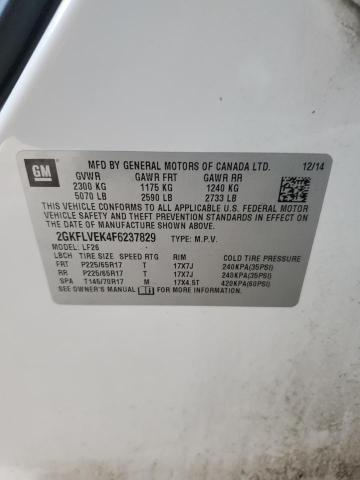 GM
MFD BY GENERAL MOTORS OF CANADA LTD. 12/14
GVWR GAWR FRT GAWR RR
2300 KG 1175 KG 1240 KG
5070 LB 2590 LB 2733 LB
THIS VEHICLE CONFORMS TO ALL APPLICABLE U.S. FEDERAL MOTOR
VEHICLE SAFETY AND THEFT PREVENTION STANDARDS IN EFFECT ON
THE DATE OF MANUFACTURE SHOWN ABOVE.
2GKFLVEK4F6237829 TYPE: M.P.V.
MODEL: LF26
LBCH TIRE SIZE SPEED RTG RIM COLD TIRE PRESSURE
FRT P225/65R17 T 17X7J 240KPA(35PSI)
RR P225/65R17 T 17X7J 240KPA(35PSI)
SPA T145/70R17 M 17X4.5T 420KPA(60PSI)
SEE OWNER'S MANUAL FOR MORE INFORMATION.